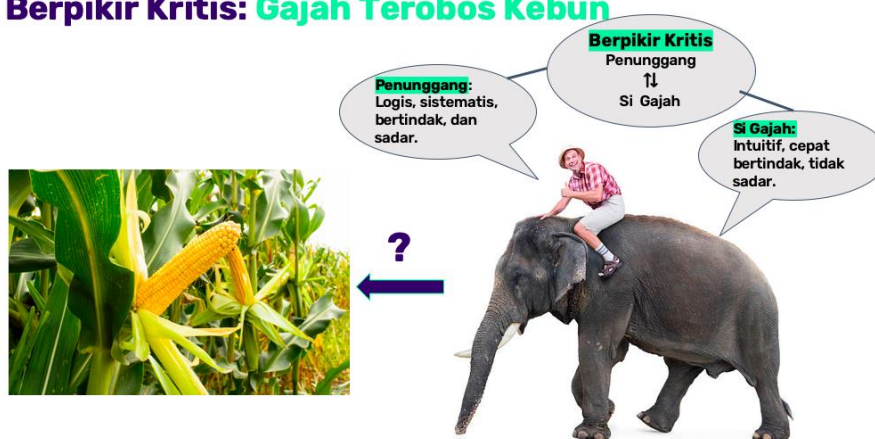 Berpikir Kritis: Gajah Terobos Kebun
Berpikir Kritis
Penunggang
⇅
Si Gajah
Penunggang:
Logis, sistematis,
bertindak, dan
sadar.
Si Gajah:
Intuitif, cepat
bertindak, tidak
sadar.
?